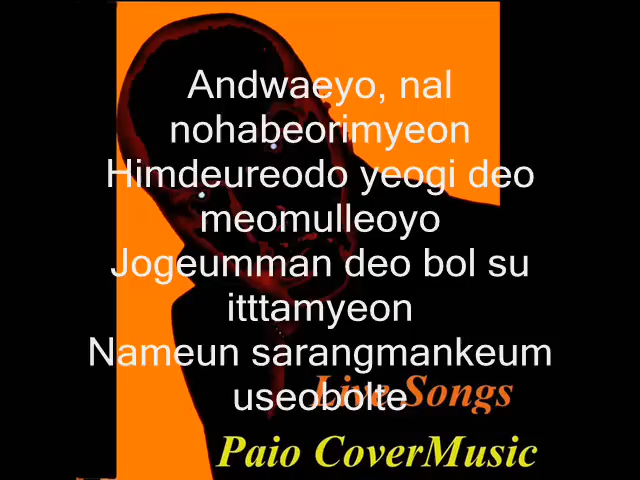 Andwaeyo, nal
nohabeorimyeon
Himdeureodo yeogi deo
meomulleoyo
Jogeumman deo bol su
itttamyeon
Nameun sarangmankeum
useobolte
Live Songs
Paio CoverMusic